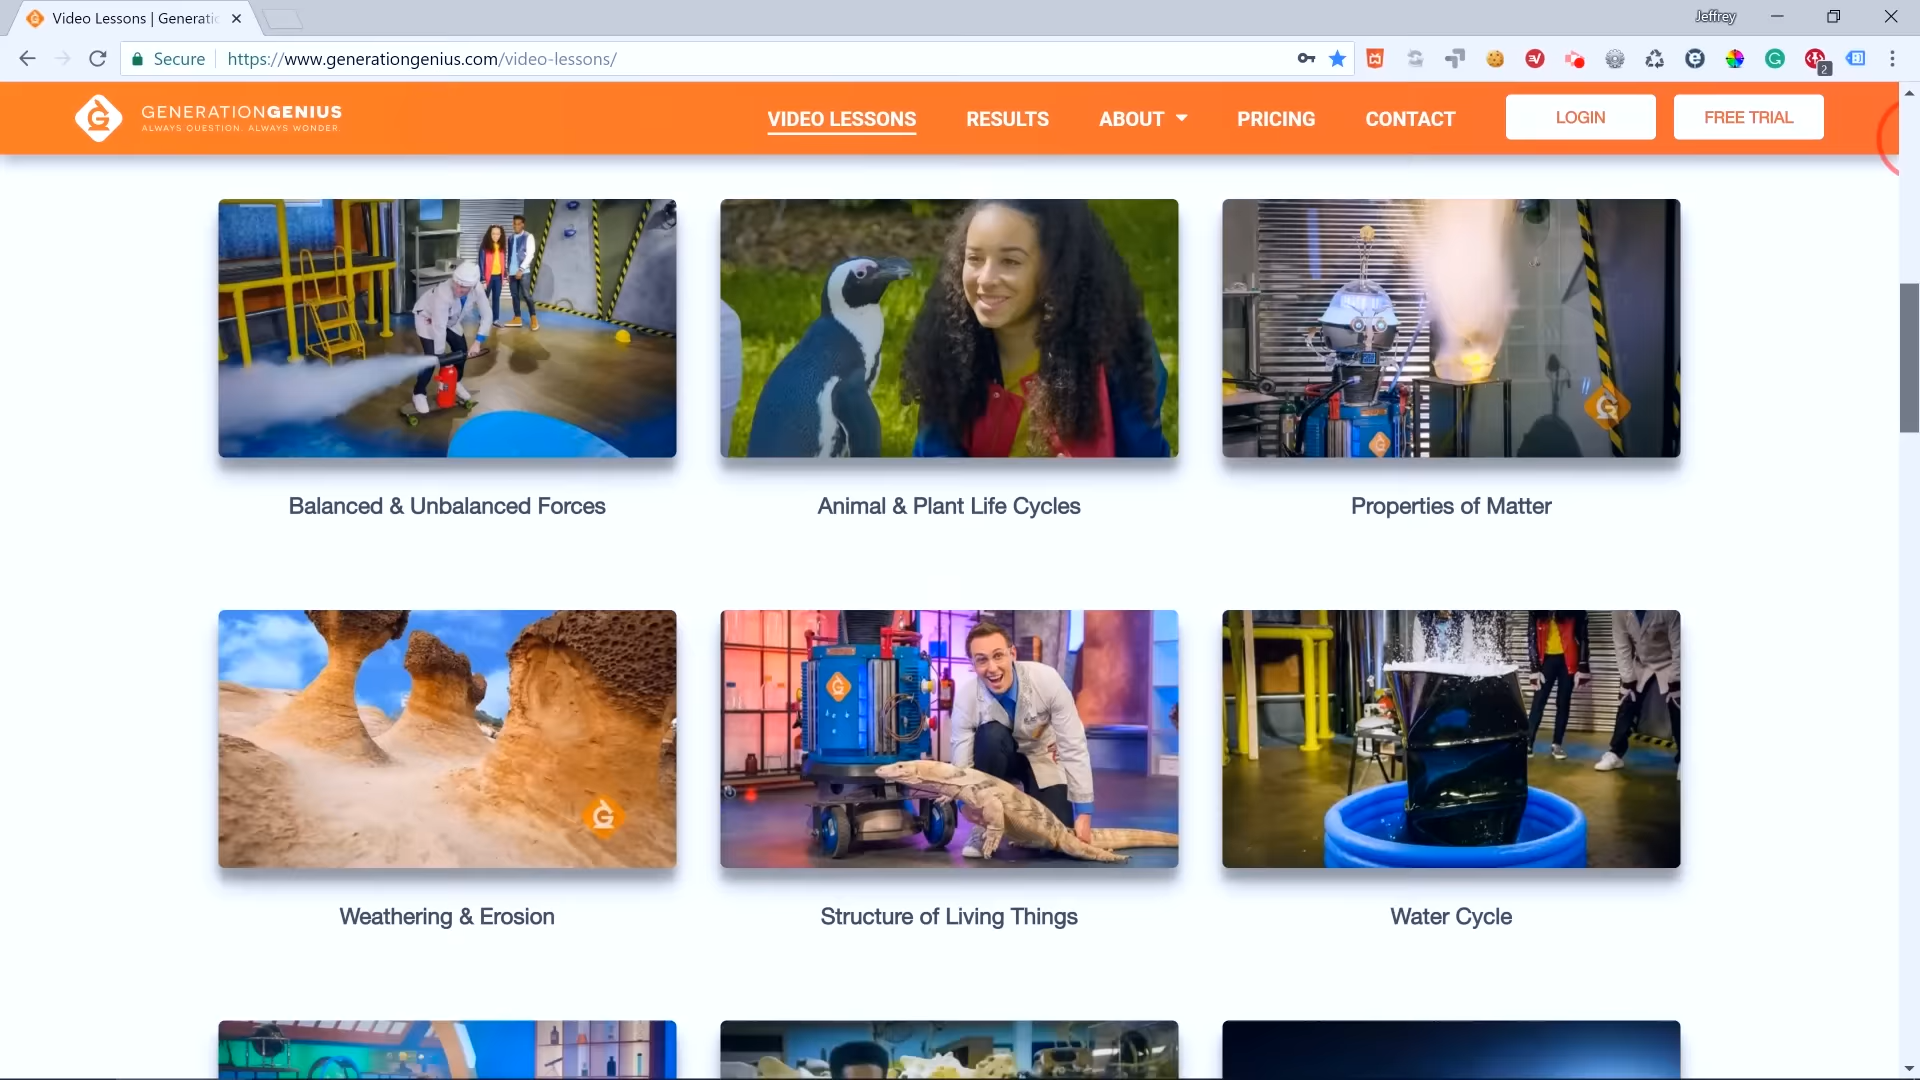 Video Lessons | Generati
Jeffrey
Secure
https://www.generationgenius.com/video-lessons/
2
GENERATIONGENIUS
ALWAYS QUESTION. ALWAYS WONDER.
VIDEO LESSONS
RESULTS
ABOUT
PRICING
CONTACT
LOGIN
FREE TRIAL
Balanced & Unbalanced Forces
Animal & Plant Life Cycles
Properties of Matter
Weathering & Erosion
Structure of Living Things
Water Cycle